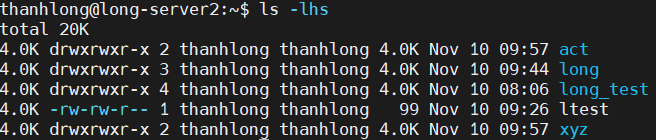 thanhlong@long-server2:~$ ls -lhs
total 20K
4.0K drwxrwxr-x 2 thanhlong thanhlong 4.0K Nov 10 09:57 act
4.0K drwxrwxr-x 3 thanhlong thanhlong 4.0K Nov 10 09:44 long
4.0K drwxrwxr-x 4 thanhlong thanhlong 4.0K Nov 10 08:06 long_test
4.0K -rw-rw-r-- 1 thanhlong thanhlong   99 Nov 10 09:26 ltest
4.0K drwxrwxr-x 2 thanhlong thanhlong 4.0K Nov 10 09:57 xyz